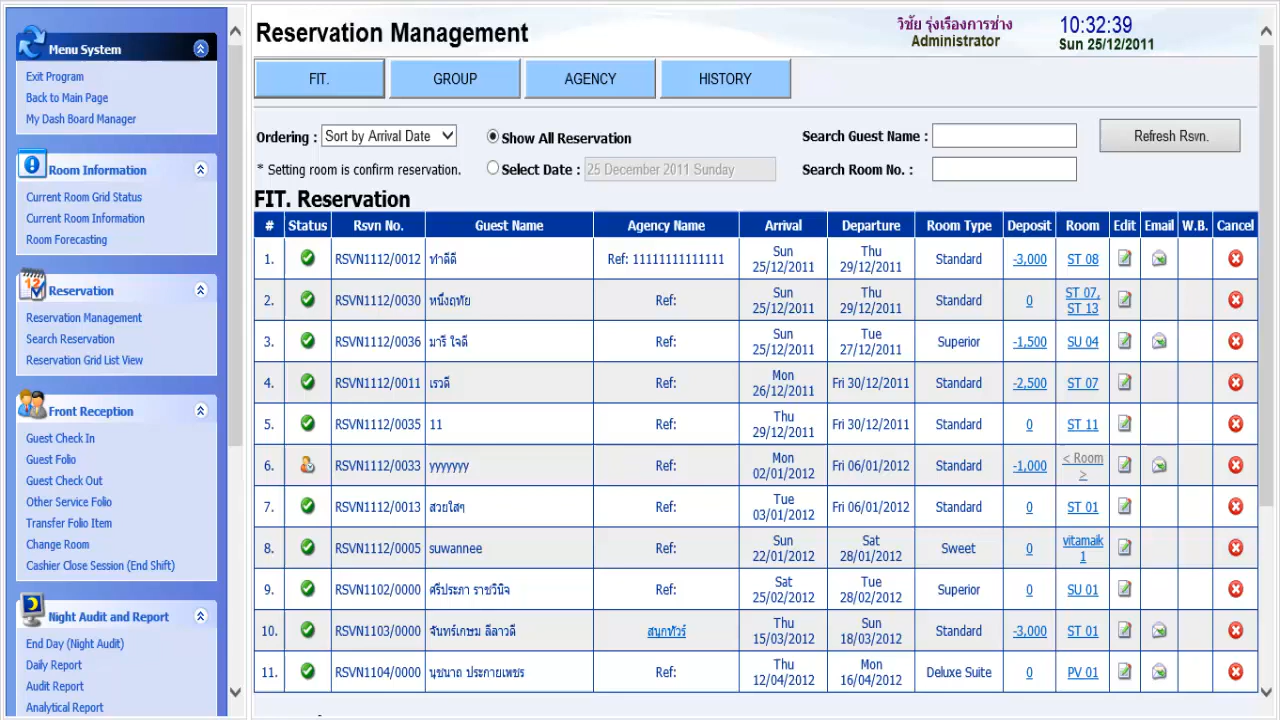 Menu System
Exit Program
Back to Main Page
My Dash Board Manager
Room Information
Current Room Grid Status
Current Room Information
Room Forecasting
Reservation
Reservation Management
Search Reservation
Reservation Grid List View
Front Reception
Guest Check In
Guest Folio
Guest Check Out
Other Service Folio
Transfer Folio Item
Change Room
Cashier Close Session (End Shift)
Night Audit and Report
End Day (Night Audit)
Daily Report
Audit Report
Analytical Report
Reservation Management
วิชัย รุ่งเรืองการช่าง
Administrator
10:32:39
Sun 25/12/2011
FIT. GROUP AGENCY HISTORY
Ordering : Sort by Arrival Date Show All Reservation Search Guest Name : Refresh Rsvn.
* Setting room is confirm reservation. Select Date : 25 December 2011 Sunday Search Room No. :
FIT. Reservation
# Status Rsvn No. Guest Name Agency Name Arrival Departure Room Type Deposit Room Edit Email W.B. Cancel
1. RSVN1112/0012 ทำดีดี Ref: 11111111111111 Sun 25/12/2011 Thu 29/12/2011 Standard -3,000 ST 08
2. RSVN1112/0030 หนึ่งฤทัย Ref: Sun 25/12/2011 Thu 29/12/2011 Standard 0 ST 07, ST 13
3. RSVN1112/0036 มารี ใจดี Ref: Sun 25/12/2011 Tue 27/12/2011 Superior -1,500 SU 04
4. RSVN1112/0011 เรวดี Ref: Mon 26/12/2011 Fri 30/12/2011 Standard -2,500 ST 07
5. RSVN1112/0035 11 Ref: Thu 29/12/2011 Fri 30/12/2011 Standard 0 ST 11
6. RSVN1112/0033 yyyyyyy Ref: Mon 02/01/2012 Fri 06/01/2012 Standard -1,000 < Room >
7. RSVN1112/0013 สวยใสๆ Ref: Tue 03/01/2012 Fri 06/01/2012 Standard 0 ST 01
8. RSVN1112/0005 suwannee Ref: Sun 22/01/2012 Sat 28/01/2012 Sweet 0 vitamaik 1
9. RSVN1102/0000 ศรีประภา ราชวินิจ Ref: Sat 25/02/2012 Tue 28/02/2012 Superior 0 SU 01
10. RSVN1103/0000 จันทร์เกษม ลีลาวดี สนุกทัวร์ Thu 15/03/2012 Sun 18/03/2012 Standard -3,000 ST 01
11. RSVN1104/0000 นุชนาถ ประกายเพชร Ref: Thu 12/04/2012 Mon 16/04/2012 Deluxe Suite 0 PV 01